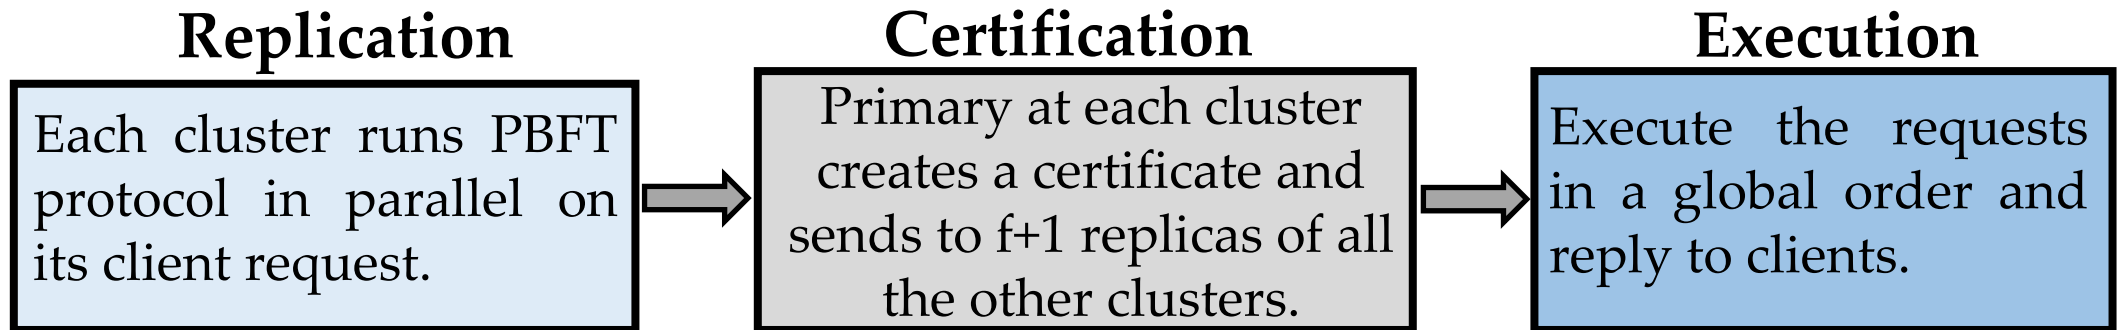 Replication
Each cluster runs PBFT
protocol in parallel on
its client request.
Certification
Primary at each cluster
creates a certificate and
sends to f+1 replicas of all
the other clusters.
Execution
Execute the requests
in a global order and
reply to clients.